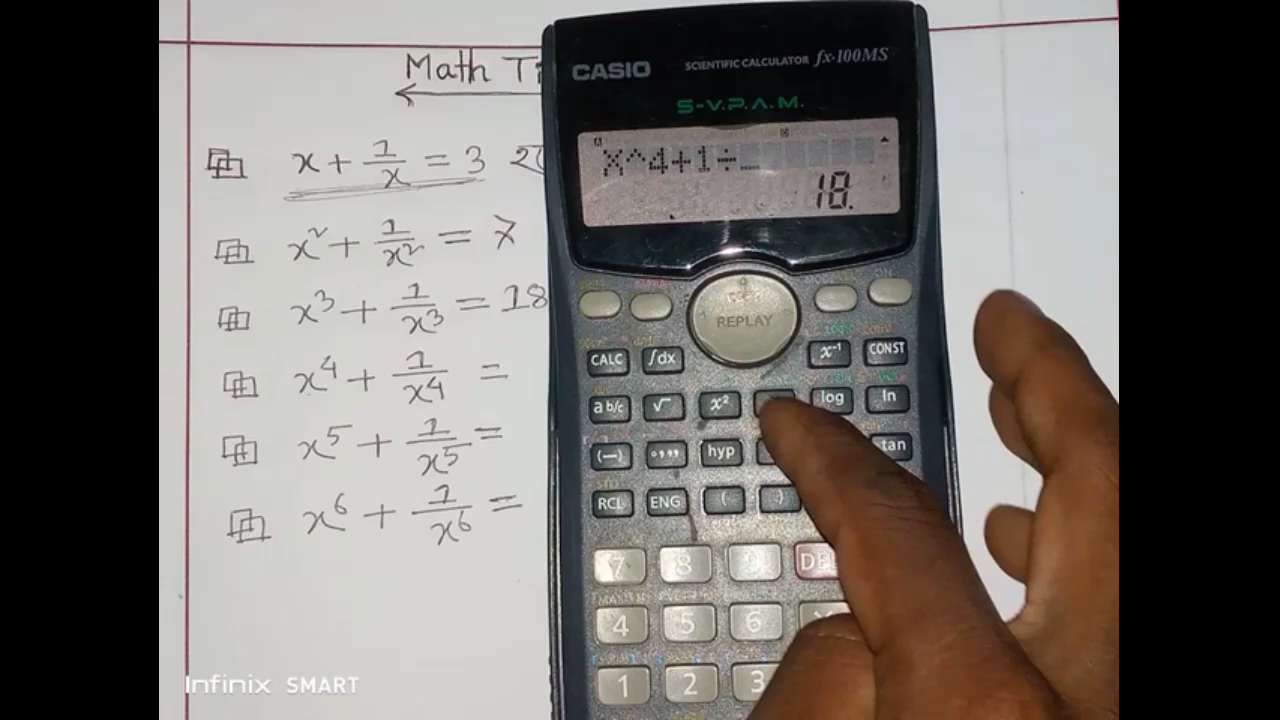 Math
x + 1/x = 3
x² + 1/x² = 7
x³ + 1/x³ = 18
x⁴ + 1/x⁴ =
x⁵ + 1/x⁵ =
x⁶ + 1/x⁶ =
CASIO SCIENTIFIC CALCULATOR fx-100MS
S-V.P.A.M.
X^4+1÷_
18.
ON
REPLAY
CALC ∫dx x⁻¹ CONST
a b/c √ x² log ln
(−) °,,, hyp tan
RCL ENG ( )
7 8 9 DEL
4 5 6 X
1 2 3
Infinix SMART